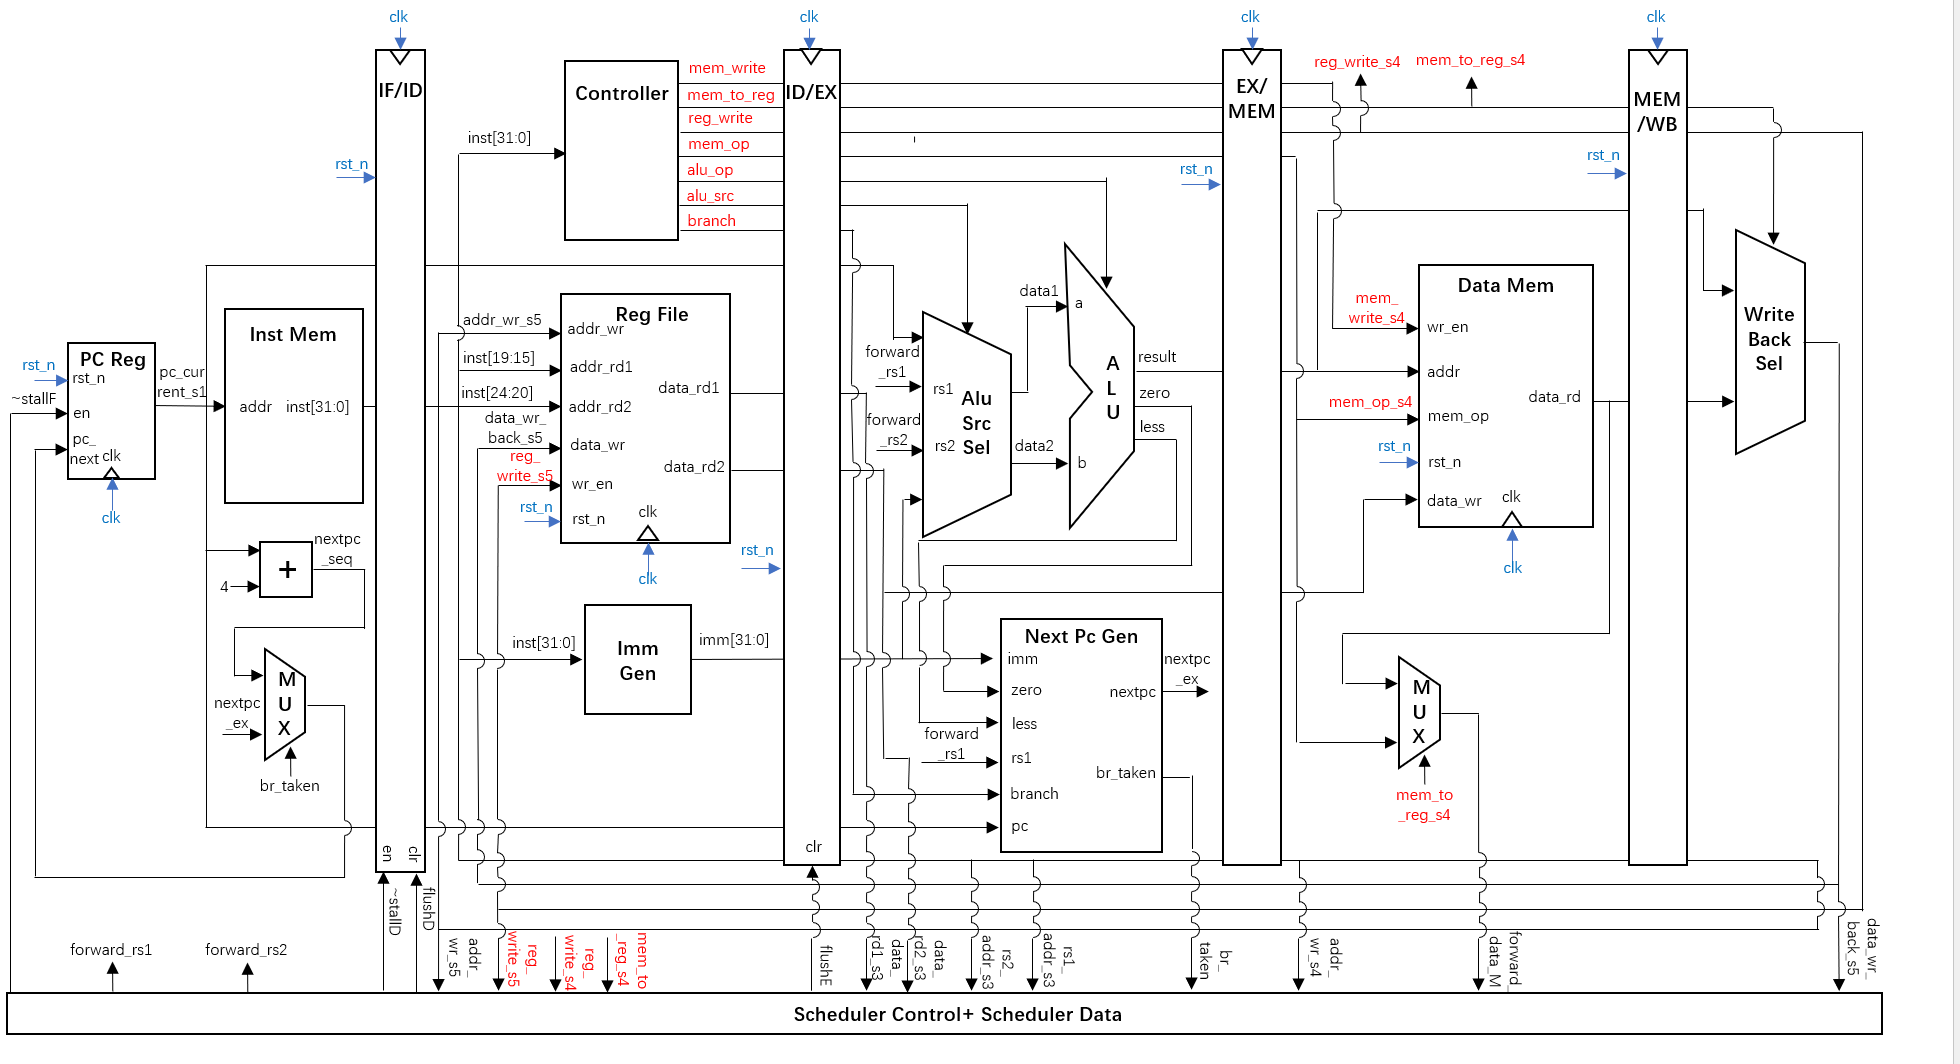 clk
clk
clk
clk
IF/ID
Controller
mem_write
mem_to_reg
reg_write
mem_op
alu_op
alu_src
branch
ID/EX
EX/
MEM
reg_write_s4
mem_to_reg_s4
MEM
/WB
inst[31:0]
rst_n
rst_n
rst_n
PC Reg
rst_n
rst_n
~stallF
en
pc_
next
clk
clk
pc_cur
rent_s1
Inst Mem
addr
inst[31:0]
nextpc
_seq
+
4
M
U
X
nextpc
_ex
br_taken
Reg File
addr_wr_s5
addr_wr
inst[19:15]
addr_rd1
inst[24:20]
addr_rd2
data_wr_
back_s5
data_wr
reg_
write_s5
wr_en
rst_n
rst_n
clk
clk
data_rd1
data_rd2
rst_n
inst[31:0]
Imm
Gen
imm[31:0]
forward
_rs1
rs1
forward
_rs2
rs2
Alu
Src
Sel
data1
data2
a
b
A
L
U
result
zero
less
Next Pc Gen
imm
zero
less
forward
_rs1
rs1
branch
pc
nextpc
br_taken
nextpc
_ex
Data Mem
mem_
write_s4
wr_en
addr
mem_op_s4
mem_op
rst_n
rst_n
data_wr
clk
clk
data_rd
Write
Back
Sel
M
U
X
mem_to
_reg_s4
en
clr
clr
~stallD
flushD
forward_rs1
forward_rs2
addr_
wr_s5
reg_
write_s5
reg_
write_s4
mem_to
_reg_s4
flushE
data_
rd1_s3
data_
rd2_s3
rs2_
addr_s3
rs1_
addr_s3
br_
taken
addr_
wr_s4
forward_
data_M
data_wr_
back_s5
Scheduler Control+ Scheduler Data